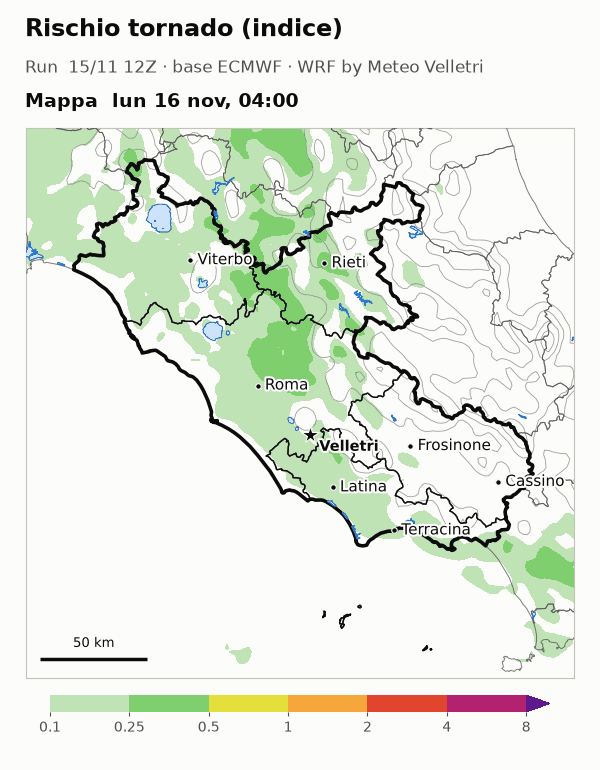 Rischio tornado (indice)
Run  15/11 12Z · base ECMWF · WRF by Meteo Velletri
Mappa  lun 16 nov, 04:00
Viterbo
Rieti
Roma
Velletri
Frosinone
Cassino
Latina
Terracina
50 km
0.1 0.25 0.5 1 2 4 8